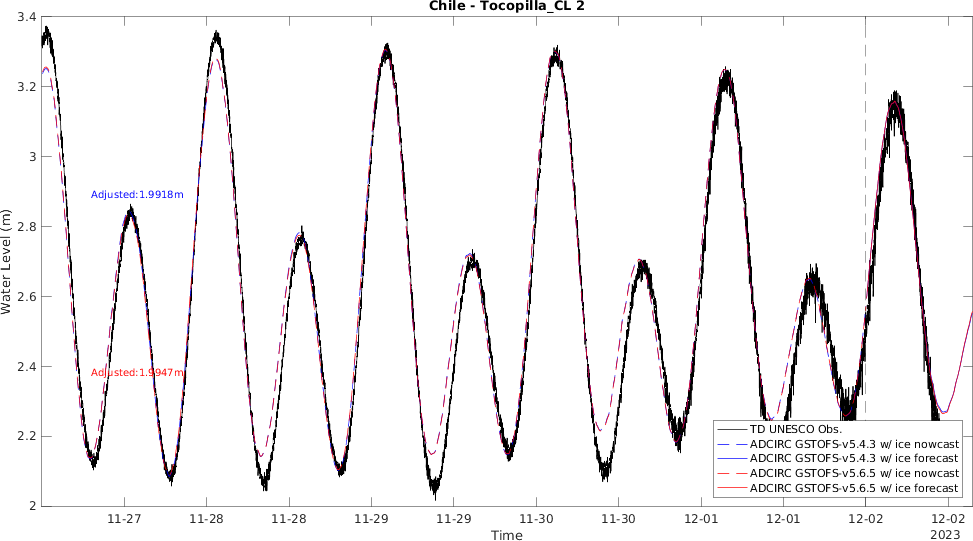 Chile - Tocopilla_CL 2
3.4
3.2
3
2.8
2.6
2.4
2.2
2
Water Level (m)
Adjusted:1.9918m
Adjusted:1.9947m
TD UNESCO Obs.
ADCIRC GSTOFS-v5.4.3 w/ ice nowcast
ADCIRC GSTOFS-v5.4.3 w/ ice forecast
ADCIRC GSTOFS-v5.6.5 w/ ice nowcast
ADCIRC GSTOFS-v5.6.5 w/ ice forecast
11-27 11-28 11-28 11-29 11-29 11-30 11-30 12-01 12-01 12-02 12-02
2023
Time